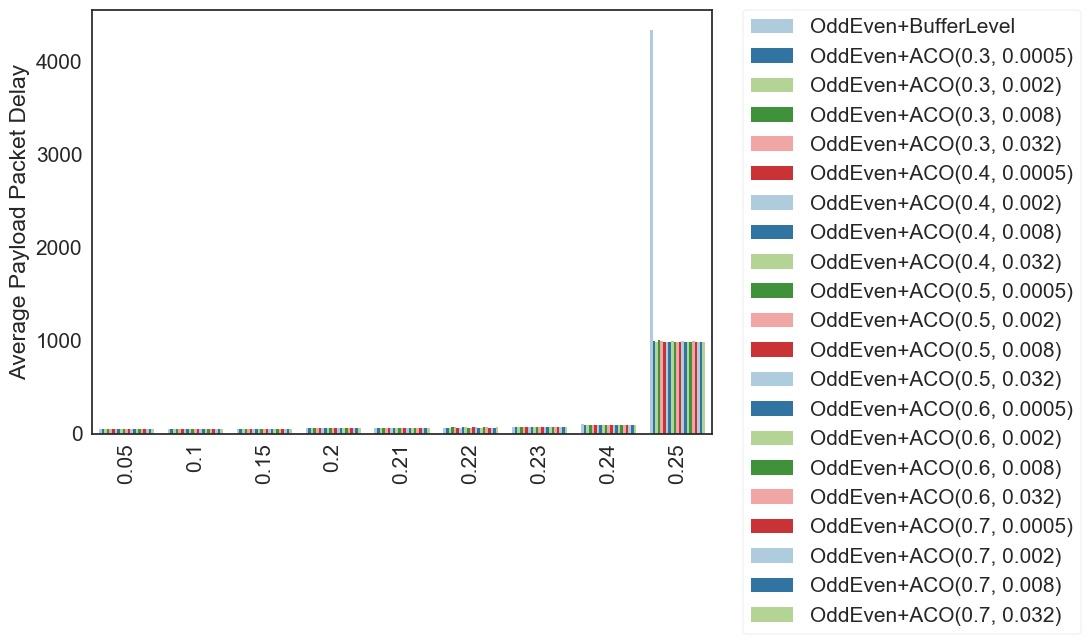 Average Payload Packet Delay
4000
3000
2000
1000
0
0.05
0.1
0.15
0.2
0.21
0.22
0.23
0.24
0.25
OddEven+BufferLevel
OddEven+ACO(0.3, 0.0005)
OddEven+ACO(0.3, 0.002)
OddEven+ACO(0.3, 0.008)
OddEven+ACO(0.3, 0.032)
OddEven+ACO(0.4, 0.0005)
OddEven+ACO(0.4, 0.002)
OddEven+ACO(0.4, 0.008)
OddEven+ACO(0.4, 0.032)
OddEven+ACO(0.5, 0.0005)
OddEven+ACO(0.5, 0.002)
OddEven+ACO(0.5, 0.008)
OddEven+ACO(0.5, 0.032)
OddEven+ACO(0.6, 0.0005)
OddEven+ACO(0.6, 0.002)
OddEven+ACO(0.6, 0.008)
OddEven+ACO(0.6, 0.032)
OddEven+ACO(0.7, 0.0005)
OddEven+ACO(0.7, 0.002)
OddEven+ACO(0.7, 0.008)
OddEven+ACO(0.7, 0.032)